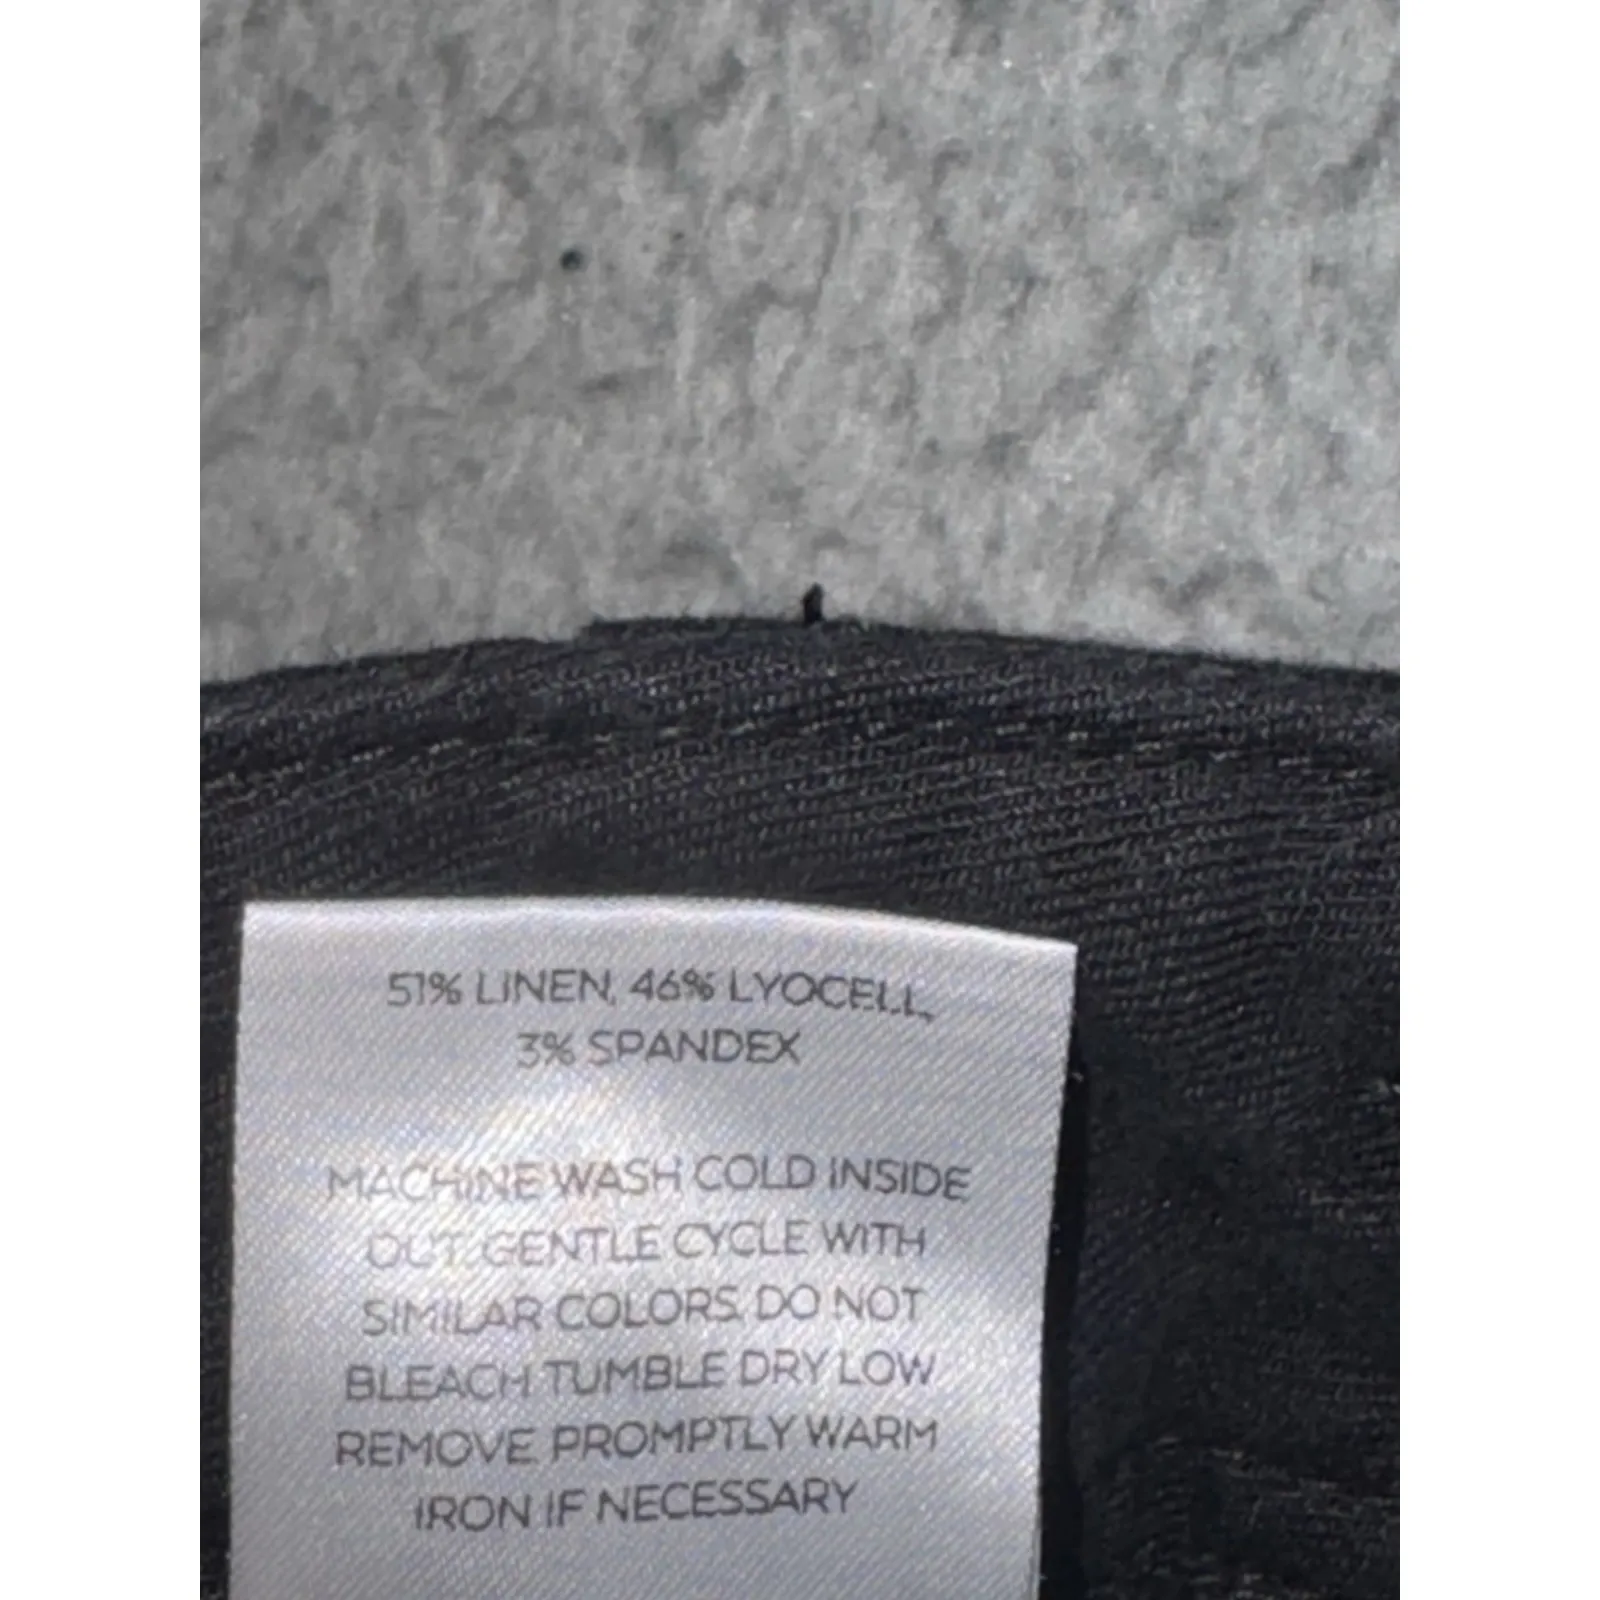 51% LINEN, 46% LYOCELL,
3% SPANDEX
MACHINE WASH COLD INSIDE
OUT GENTLE CYCLE WITH
SIMILAR COLORS. DO NOT
BLEACH TUMBLE DRY LOW
REMOVE PROMPTLY WARM
IRON IF NECESSARY